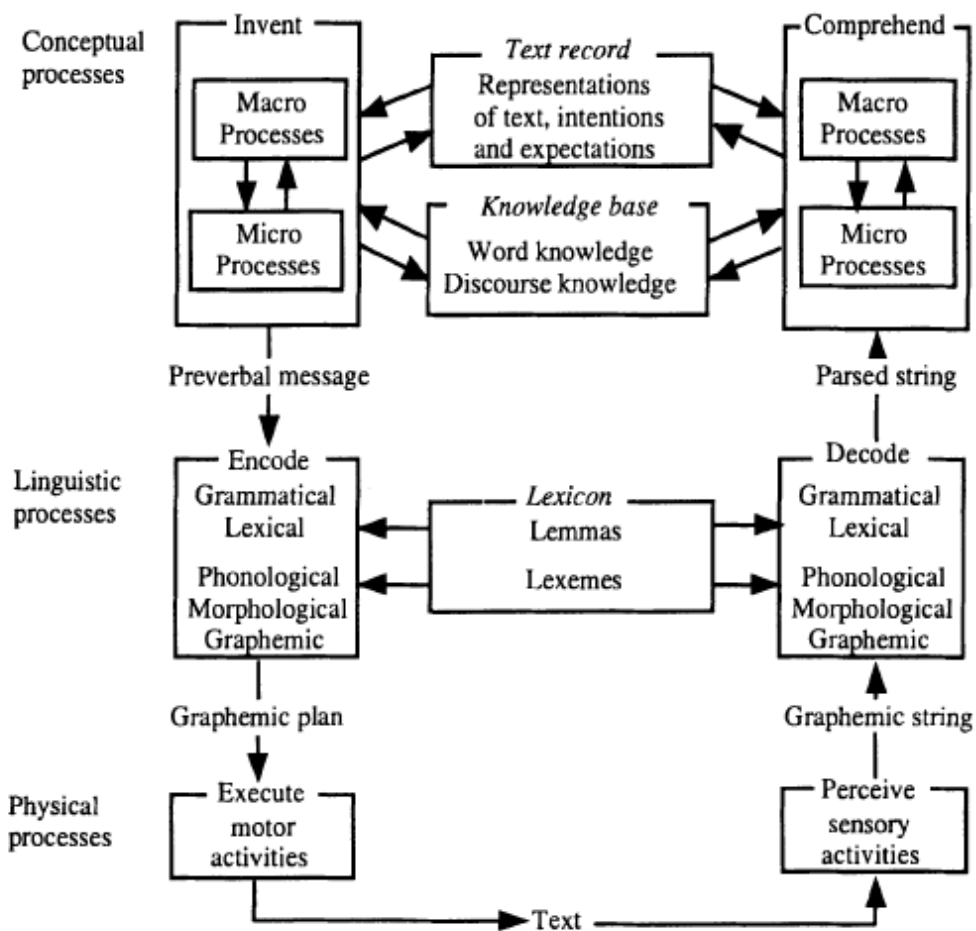 Conceptual
processes
Invent
Macro
Processes
Micro
Processes
Text record
Representations
of text, intentions
and expectations
Knowledge base
Word knowledge
Discourse knowledge
Comprehend
Macro
Processes
Micro
Processes
Preverbal message
Parsed string
Linguistic
processes
Encode
Grammatical
Lexical
Phonological
Morphological
Graphemic
Lexicon
Lemmas
Lexemes
Decode
Grammatical
Lexical
Phonological
Morphological
Graphemic
Graphemic plan
Graphemic string
Physical
processes
Execute
motor
activities
Perceive
sensory
activities
Text